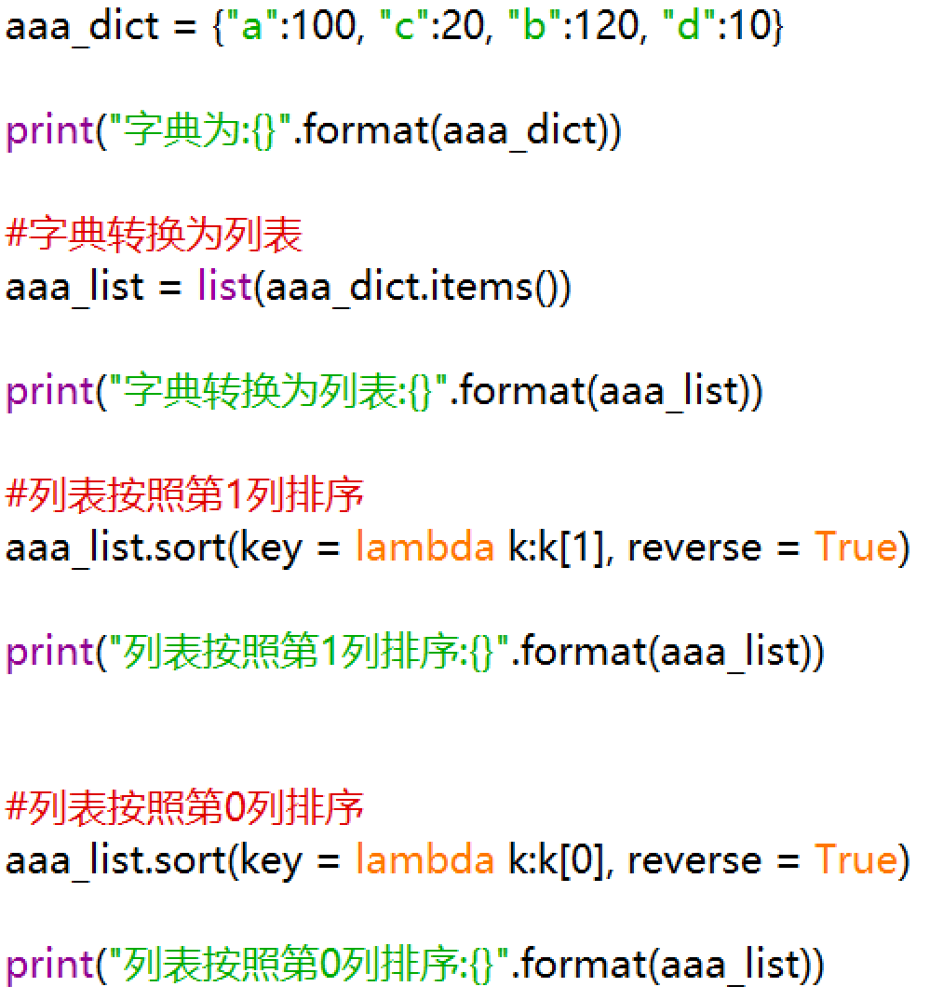 aaa_dict = {"a":100, "c":20, "b":120, "d":10}
print("字典为:{}".format(aaa_dict))
#字典转换为列表
aaa_list = list(aaa_dict.items())
print("字典转换为列表:{}".format(aaa_list))
#列表按照第1列排序
aaa_list.sort(key = lambda k:k[1], reverse = True)
print("列表按照第1列排序:{}".format(aaa_list))
#列表按照第0列排序
aaa_list.sort(key = lambda k:k[0], reverse = True)
print("列表按照第0列排序:{}".format(aaa_list))